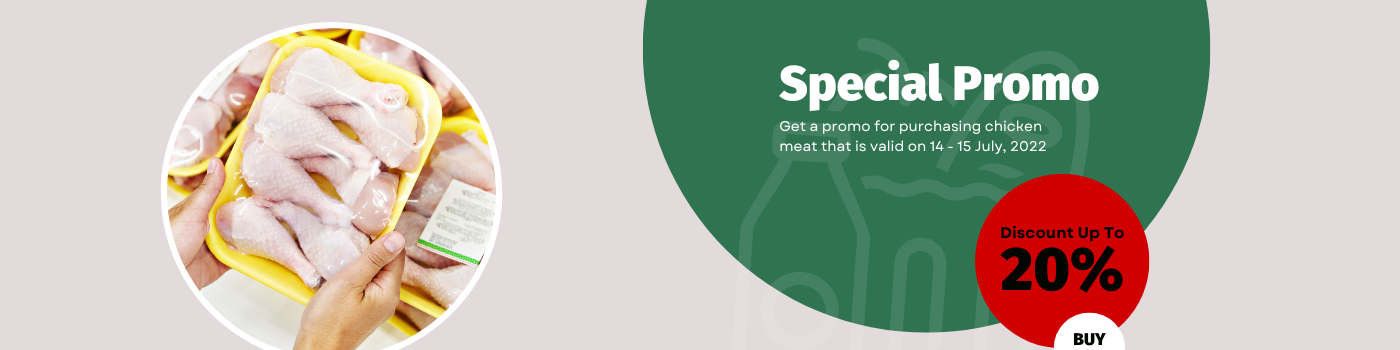 Special Promo
Get a promo for purchasing chicken
meat that is valid on 14 - 15 July, 2022
Discount Up To
20%
BUY